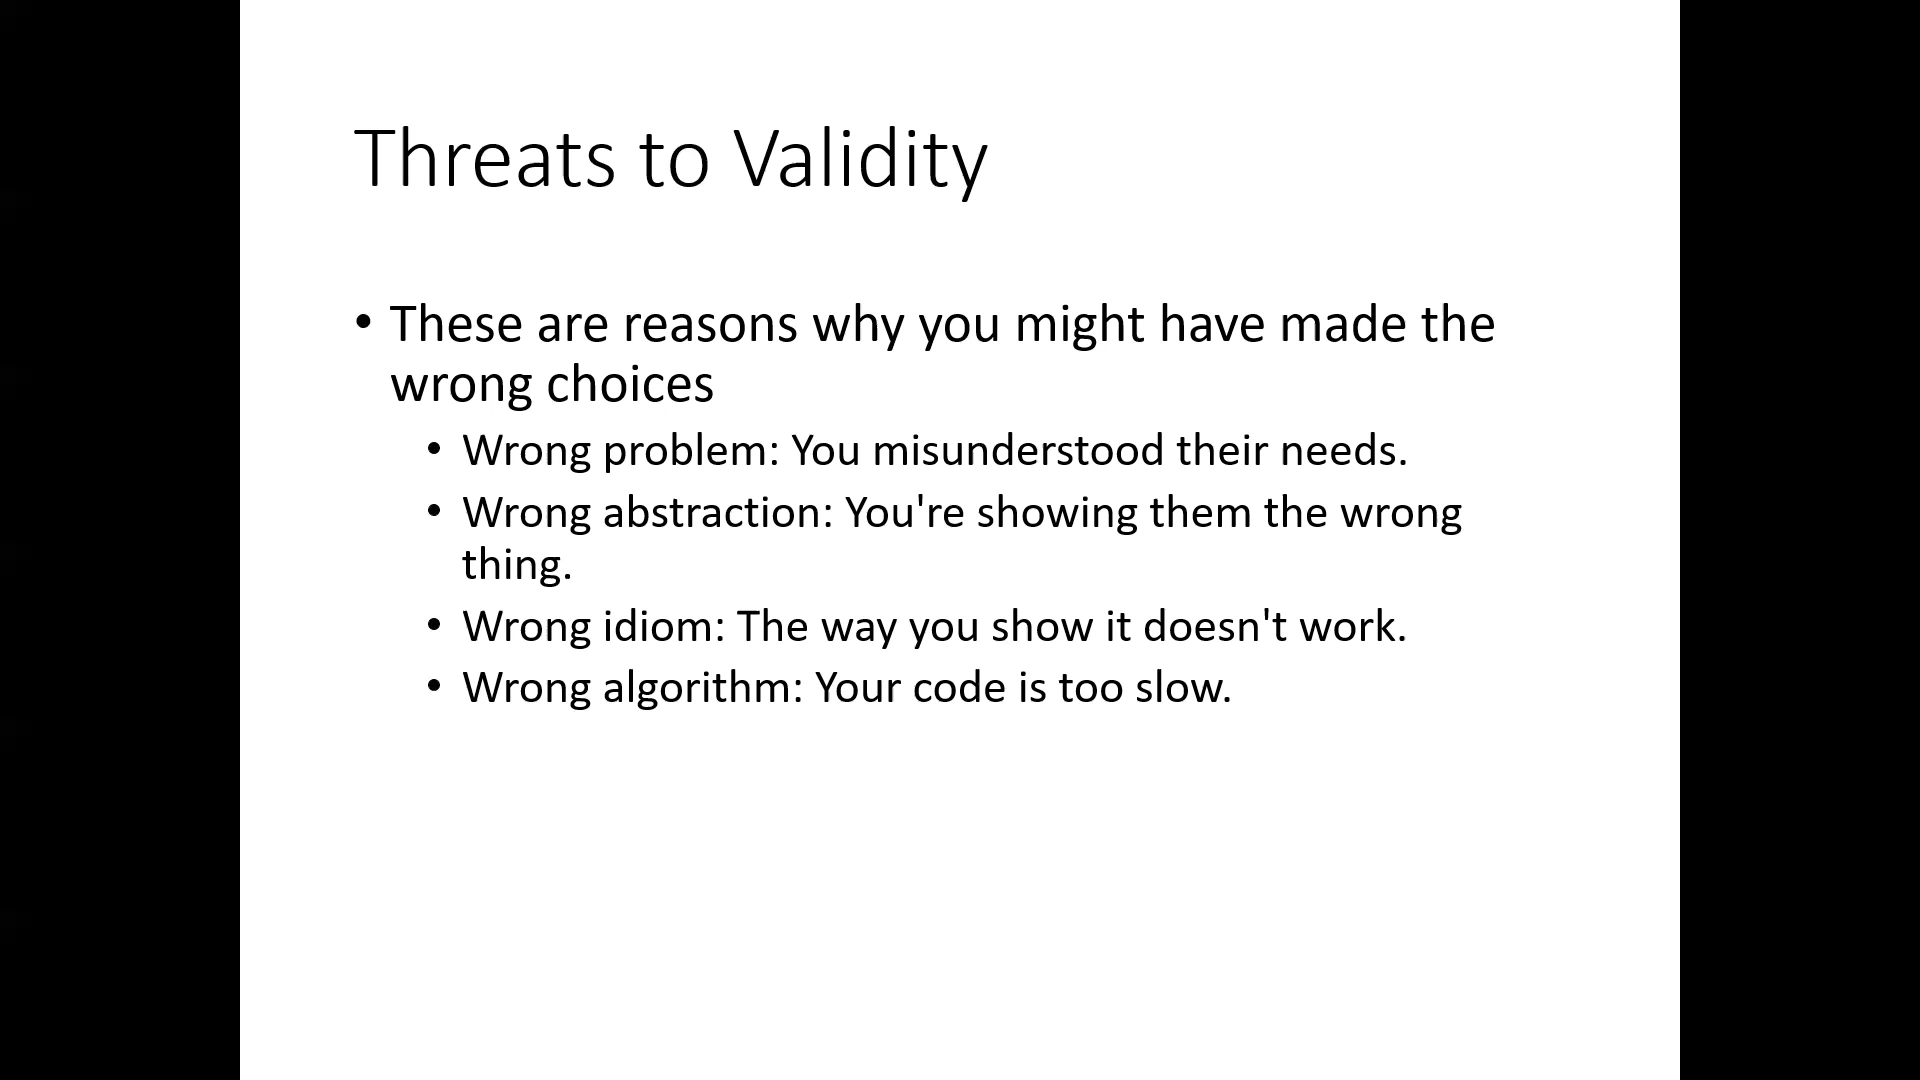 Threats to Validity
• These are reasons why you might have made the
wrong choices
• Wrong problem: You misunderstood their needs.
• Wrong abstraction: You're showing them the wrong
thing.
• Wrong idiom: The way you show it doesn't work.
• Wrong algorithm: Your code is too slow.